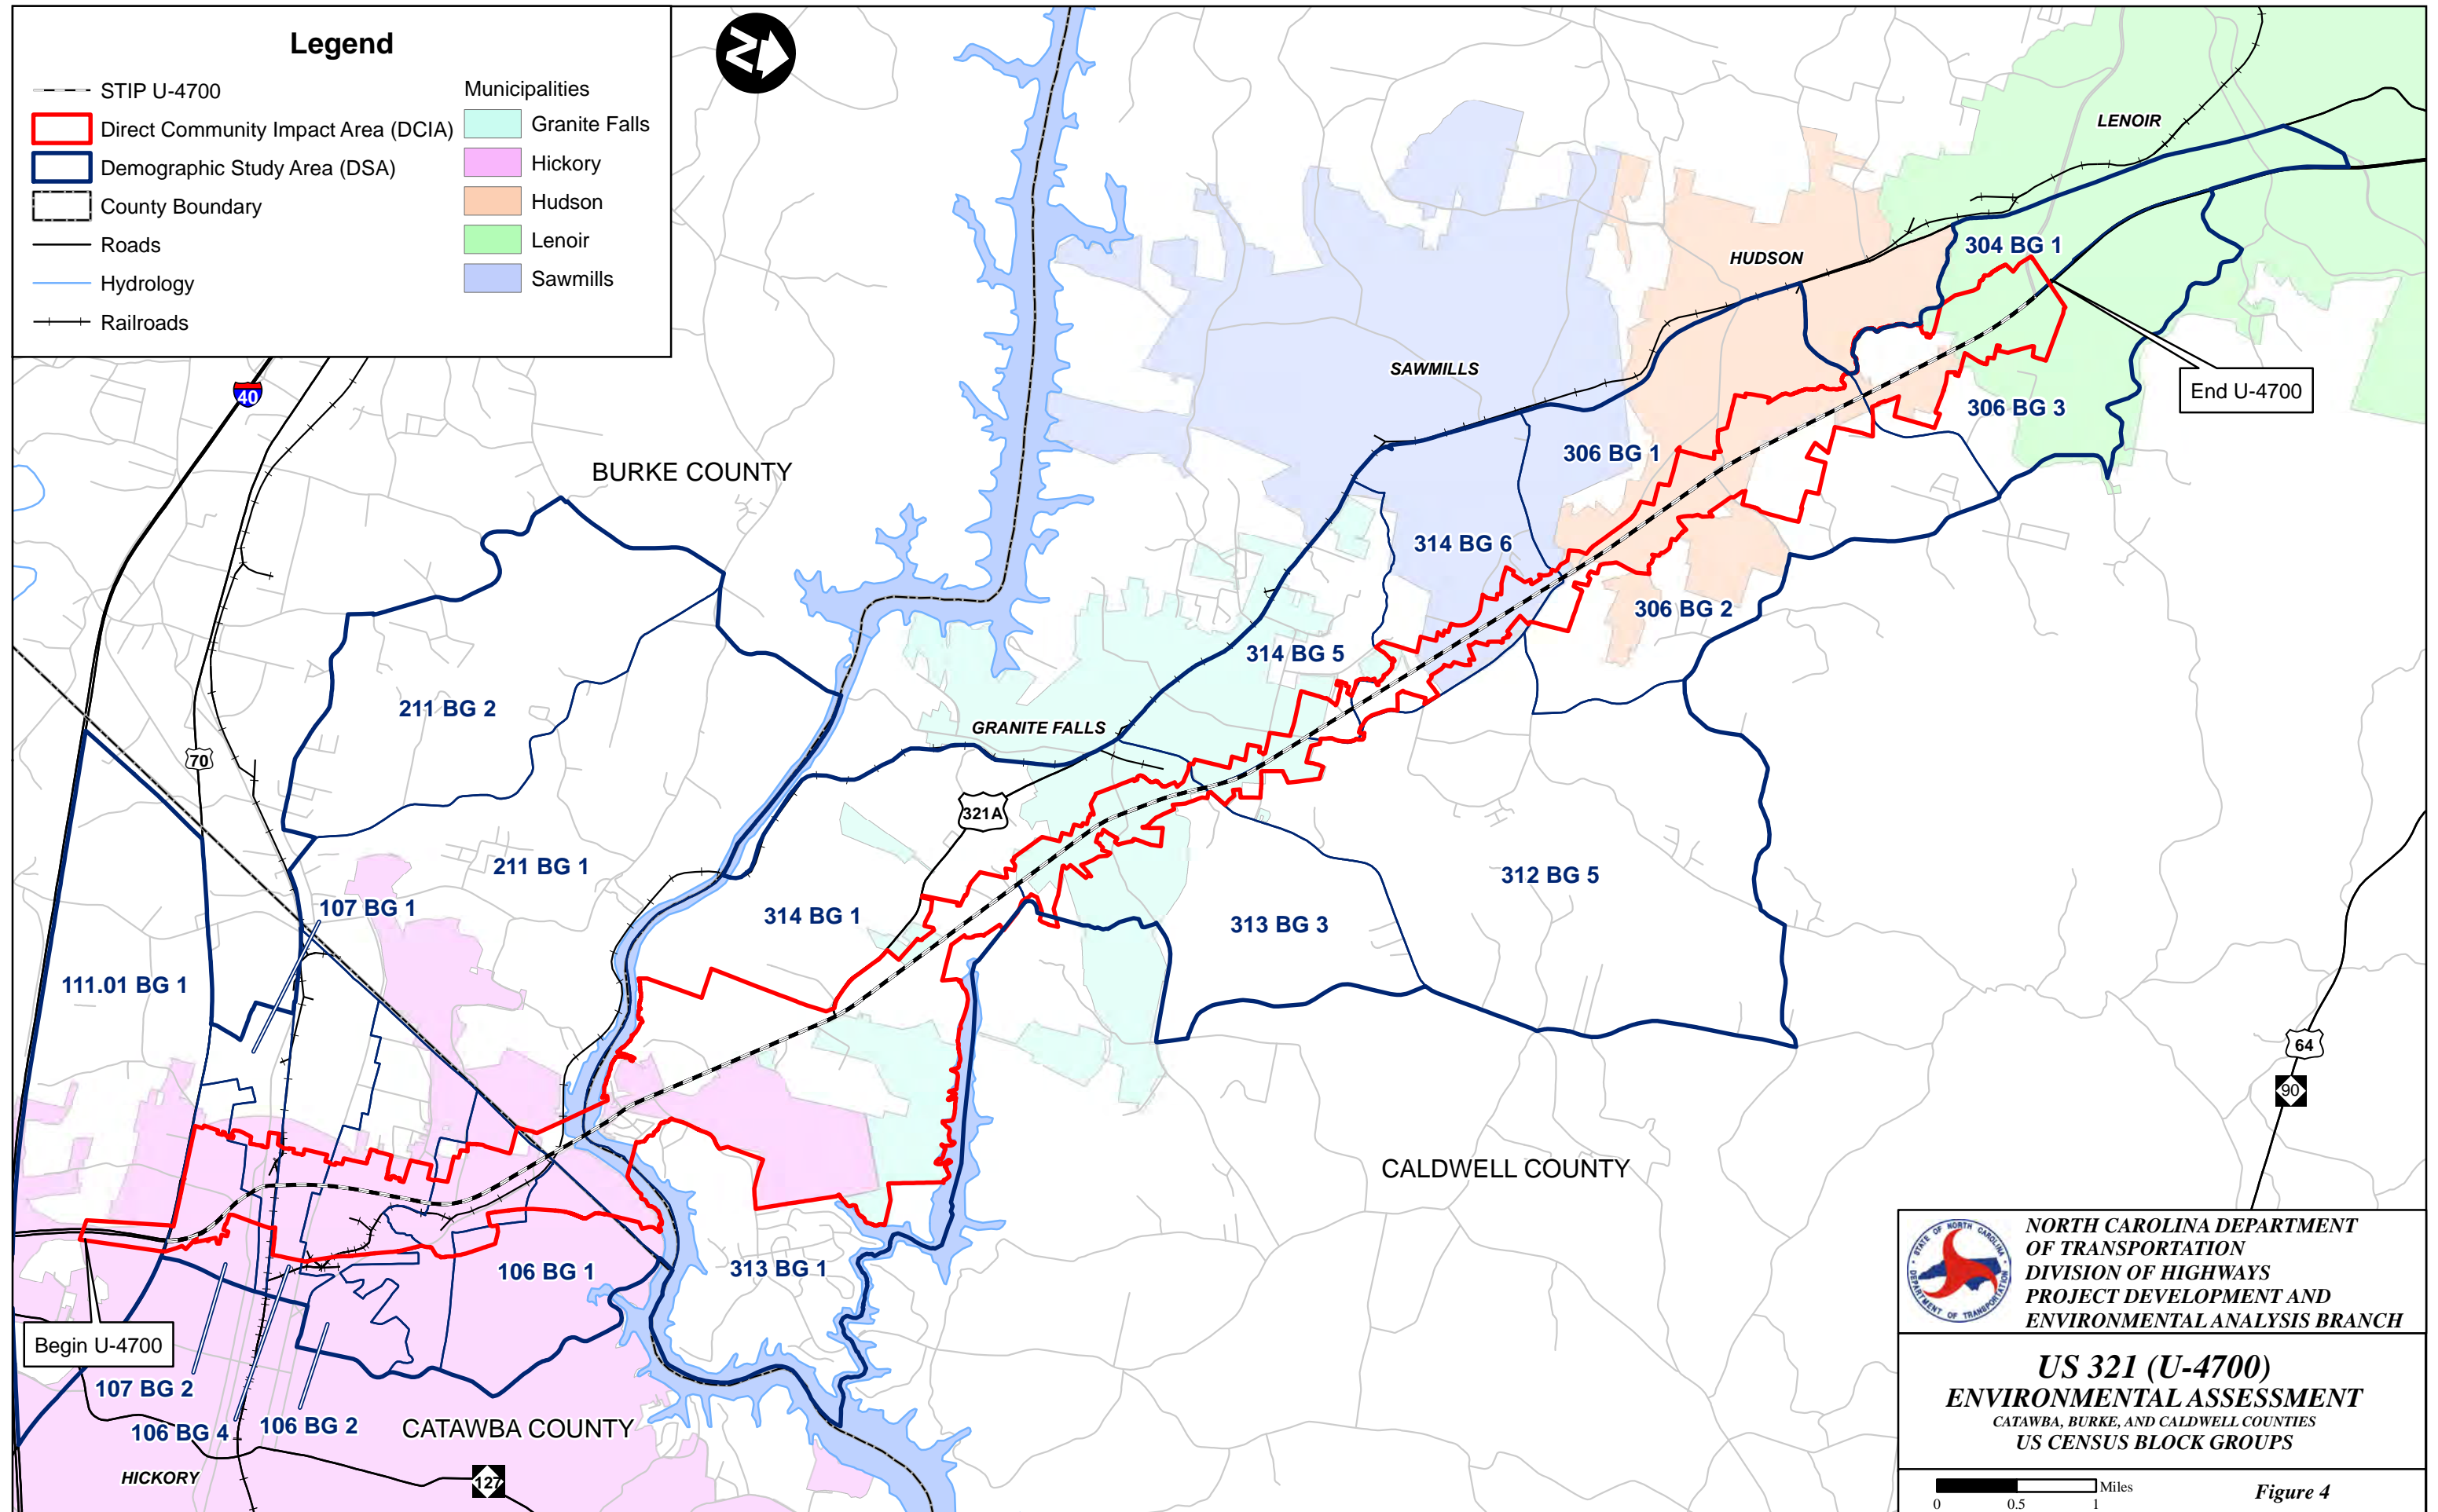 Legend
STIP U-4700
Direct Community Impact Area (DCIA)
Demographic Study Area (DSA)
County Boundary
Roads
Hydrology
Railroads
Municipalities
Granite Falls
Hickory
Hudson
Lenoir
Sawmills
N
40
BURKE COUNTY
LENOIR
304 BG 1
HUDSON
SAWMILLS
End U-4700
306 BG 3
306 BG 1
314 BG 6
306 BG 2
314 BG 5
211 BG 2
70
GRANITE FALLS
321A
211 BG 1
312 BG 5
107 BG 1
314 BG 1
313 BG 3
111.01 BG 1
64
90
CALDWELL COUNTY
106 BG 1
313 BG 1
Begin U-4700
107 BG 2
106 BG 4
106 BG 2
CATAWBA COUNTY
HICKORY
127
STATE OF NORTH CAROLINA
DEPARTMENT OF TRANSPORTATION
NORTH CAROLINA DEPARTMENT
OF TRANSPORTATION
DIVISION OF HIGHWAYS
PROJECT DEVELOPMENT AND
ENVIRONMENTAL ANALYSIS BRANCH
US 321 (U-4700)
ENVIRONMENTAL ASSESSMENT
CATAWBA, BURKE, AND CALDWELL COUNTIES
US CENSUS BLOCK GROUPS
Miles
0 0.5 1
Figure 4